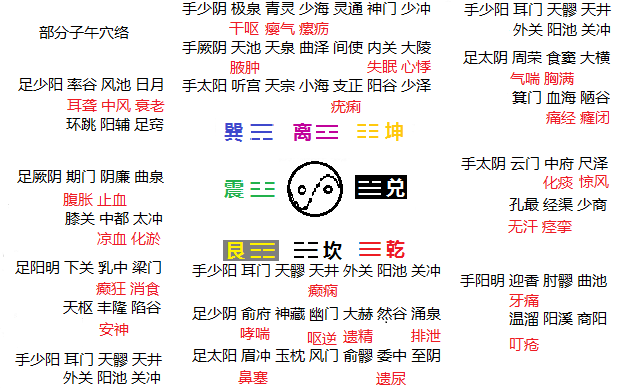 部分子午穴络
足少阳 率谷 风池 日月
耳聋 中风 衰老
环跳 阳辅 足窍
足厥阴 期门 阴廉 曲泉
腹胀 止血
膝关 中都 太冲
凉血 化淤
足阳明 下关 乳中 梁门
癫狂 消食
天枢 丰隆 陷谷
安神
手少阳 耳门 天髎 天井
外关 阳池 关冲
手少阴 极泉 青灵 少海 灵通 神门 少冲
干呕 瘿气 瘰疬
手厥阴 天池 天泉 曲泽 间使 内关 大陵
腋肿 失眠 心悸
手太阳 听宫 天宗 小海 支正 阳谷 少泽
疣痢
巽 ☴ 离 ☲ ☷ 坤
震 ☳ ☱ 兑
艮 ☶ ☵ 坎 ☰ 乾
手少阳 耳门 天髎 天井 外关 阳池 关冲
癫痫
足少阴 俞府 神藏 幽门 大赫 然谷 涌泉
哮喘 呕逆 遗精 排泄
足太阳 眉冲 玉枕 风门 俞髎 委中 至阴
鼻塞 遗尿
手少阳 耳门 天髎 天井
外关 阳池 关冲
足太阴 周荣 食窦 大横
气喘 胸满
箕门 血海 陋谷
痛经 癃闭
手太阴 云门 中府 尺泽
化痰 惊风
孔最 经渠 少商
无汗 痉挛
手阳明 迎香 肘髎 曲池
牙痛
温溜 阳溪 商阳
叮疮